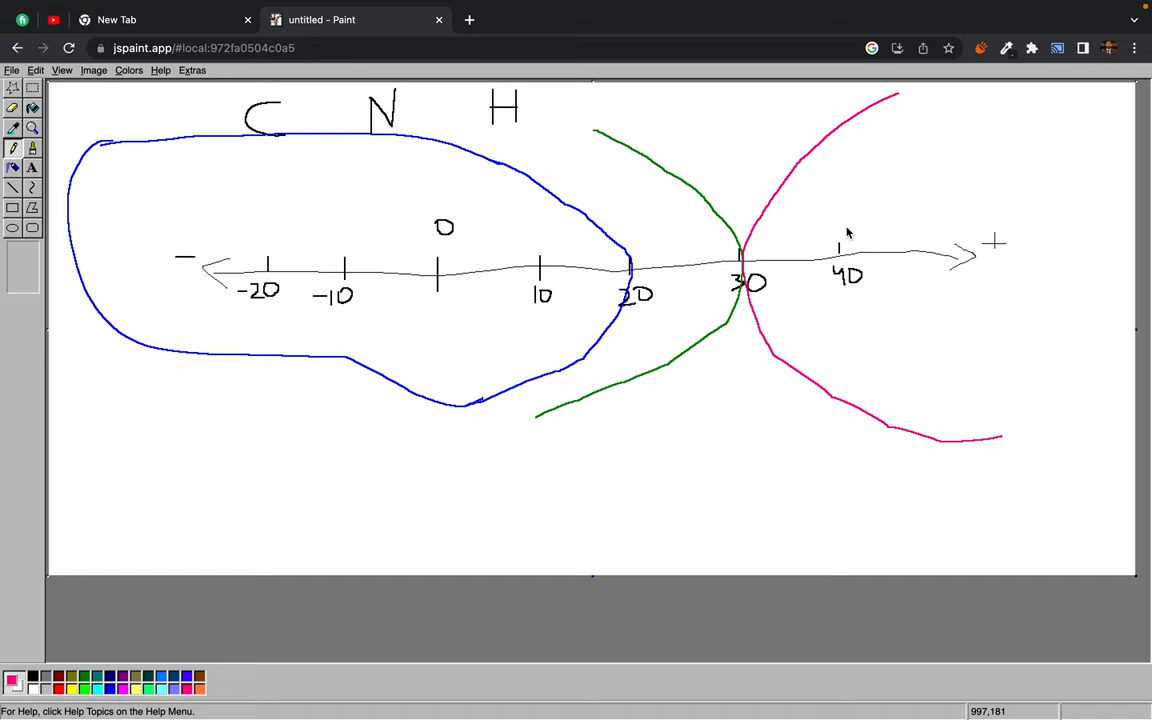 New Tab
untitled - Paint
jspaint.app/#local:972fa0504c0a5
File Edit View Image Colors Help Extras
C N H
0
- +
-20 -10 10 20 30 40
A
For Help, click Help Topics on the Help Menu.
997,181